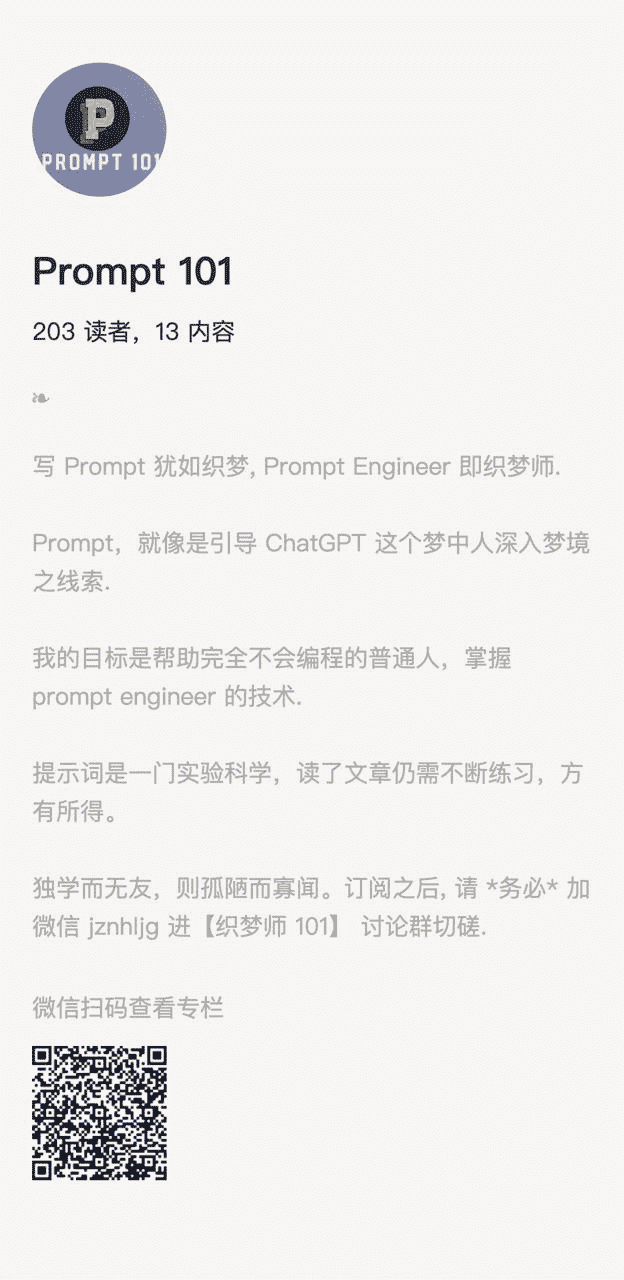 P
PROMPT 101
Prompt 101
203 读者，13 内容
写 Prompt 犹如织梦, Prompt Engineer 即织梦师.
Prompt，就像是引导 ChatGPT 这个梦中人深入梦境
之线索.
我的目标是帮助完全不会编程的普通人，掌握
prompt engineer 的技术.
提示词是一门实验科学，读了文章仍需不断练习，方
有所得。
独学而无友，则孤陋而寡闻。订阅之后, 请 *务必* 加
微信 jznhljg 进【织梦师 101】 讨论群切磋.
微信扫码查看专栏